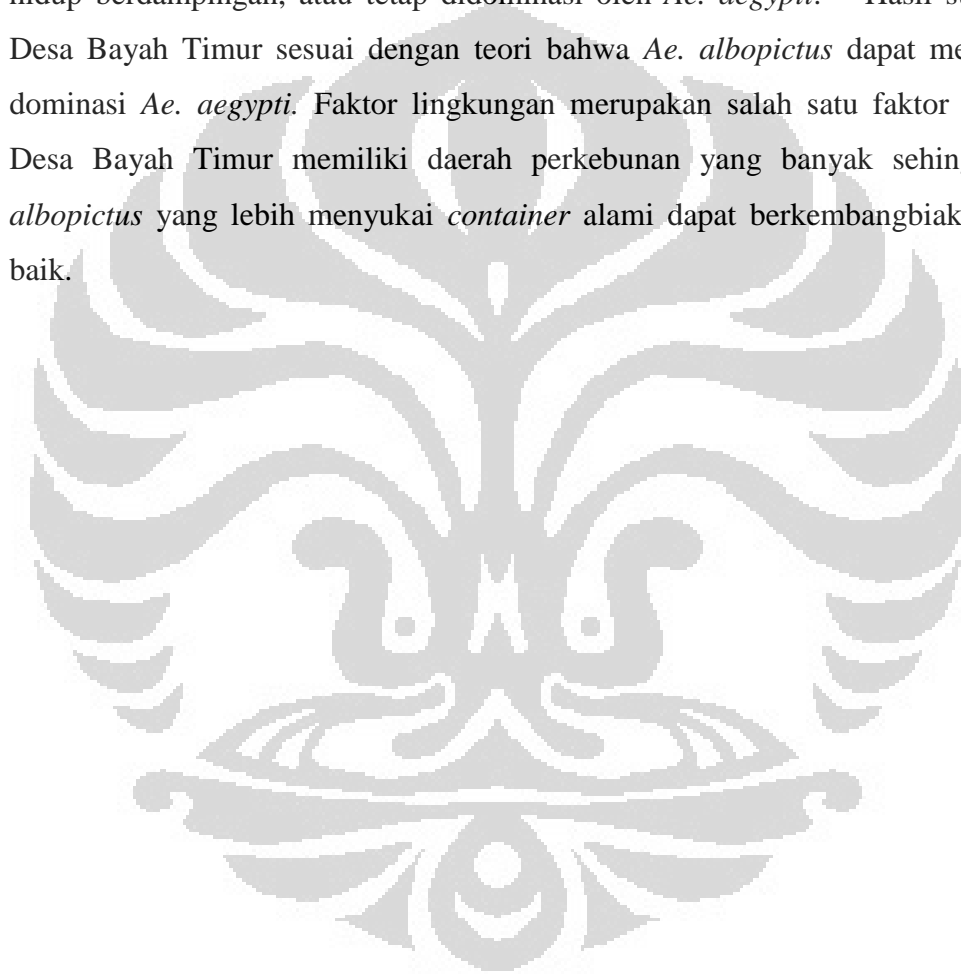 hidup berdampingan, atau tetap didominasi oleh Ae. aegypti. Hasil
Desa Bayah Timur sesuai dengan teori bahwa Ae. albopictus dapat
dominasi Ae. aegypti. Faktor lingkungan merupakan salah satu faktor
Desa Bayah Timur memiliki daerah perkebunan yang banyak
albopictus yang lebih menyukai container alami dapat berkembangbiak
baik.